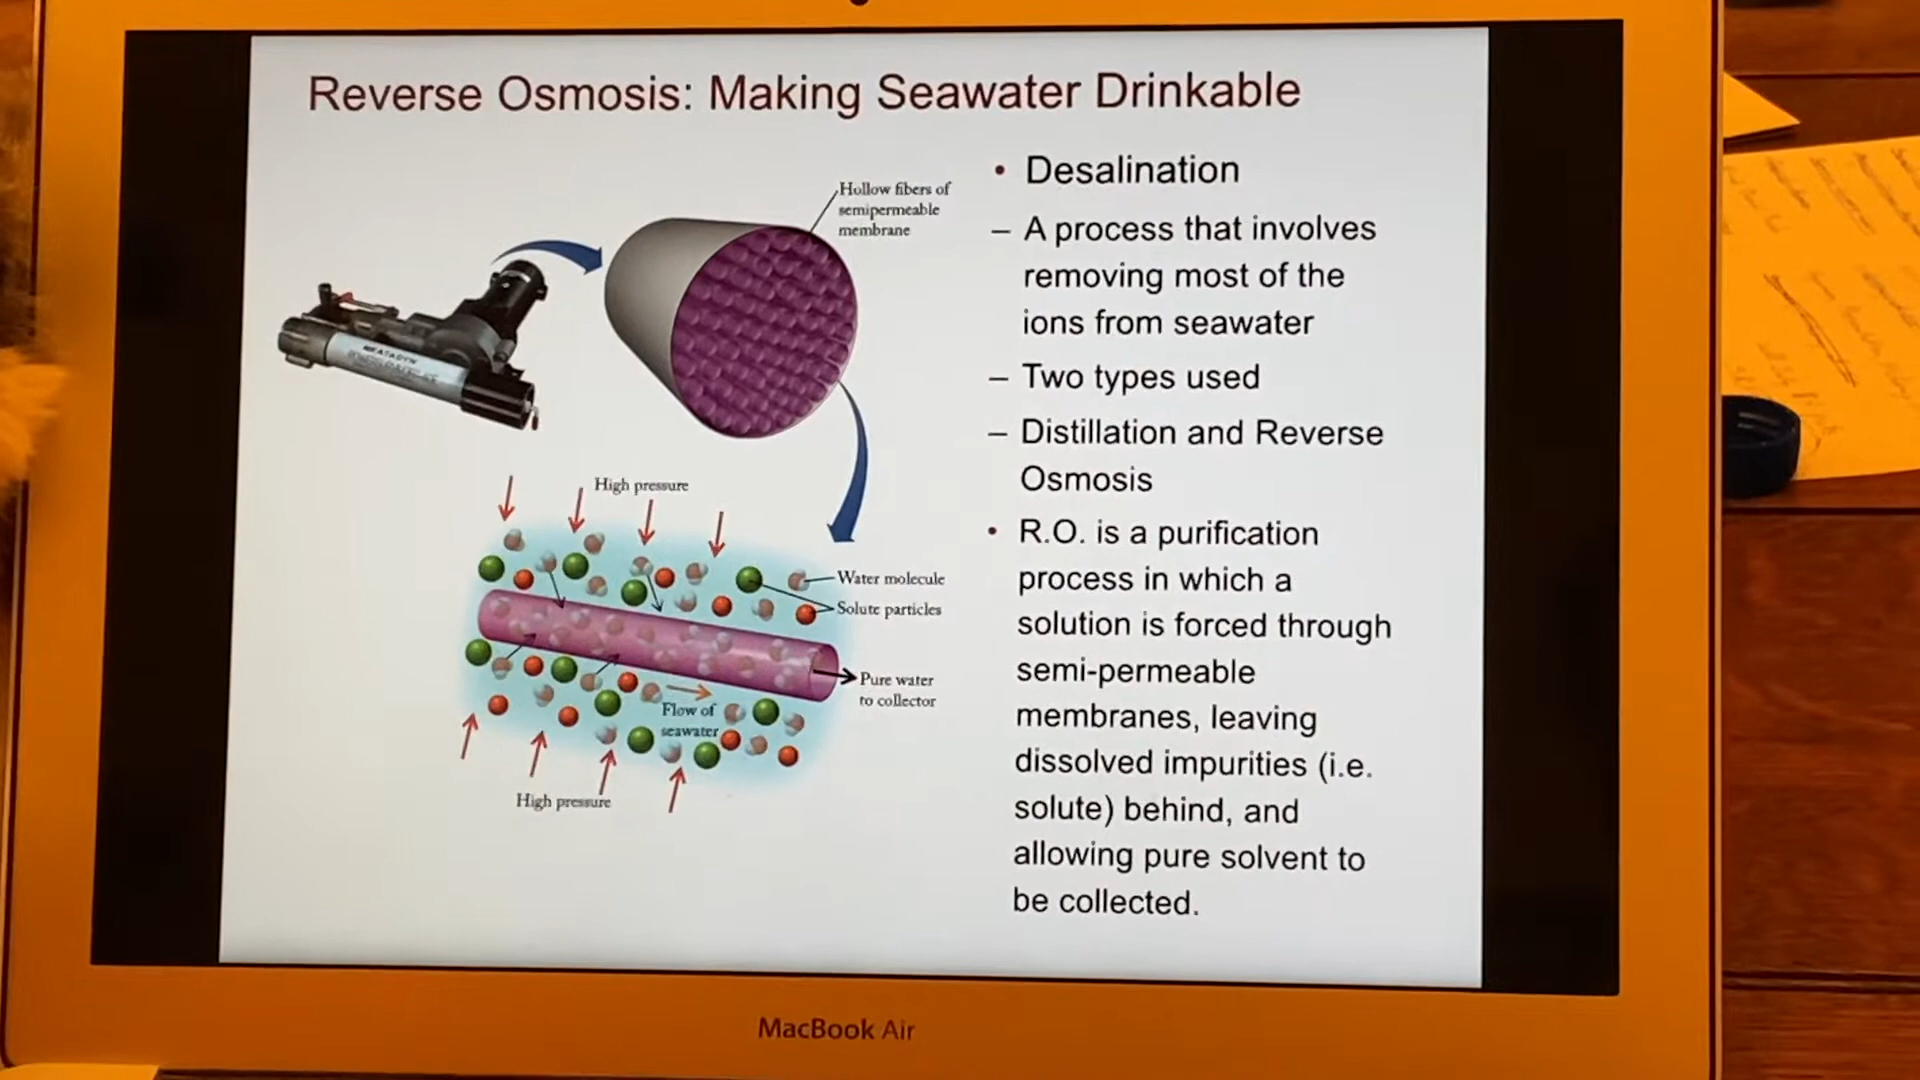 Reverse Osmosis: Making Seawater Drinkable
Hollow fibers of
semipermeable
membrane
KATADYN
High pressure
Water molecule
Solute particles
Pure water
to collector
Flow of
seawater
High pressure
• Desalination
– A process that involves
removing most of the
ions from seawater
– Two types used
– Distillation and Reverse
Osmosis
• R.O. is a purification
process in which a
solution is forced through
semi-permeable
membranes, leaving
dissolved impurities (i.e.
solute) behind, and
allowing pure solvent to
be collected.
MacBook Air